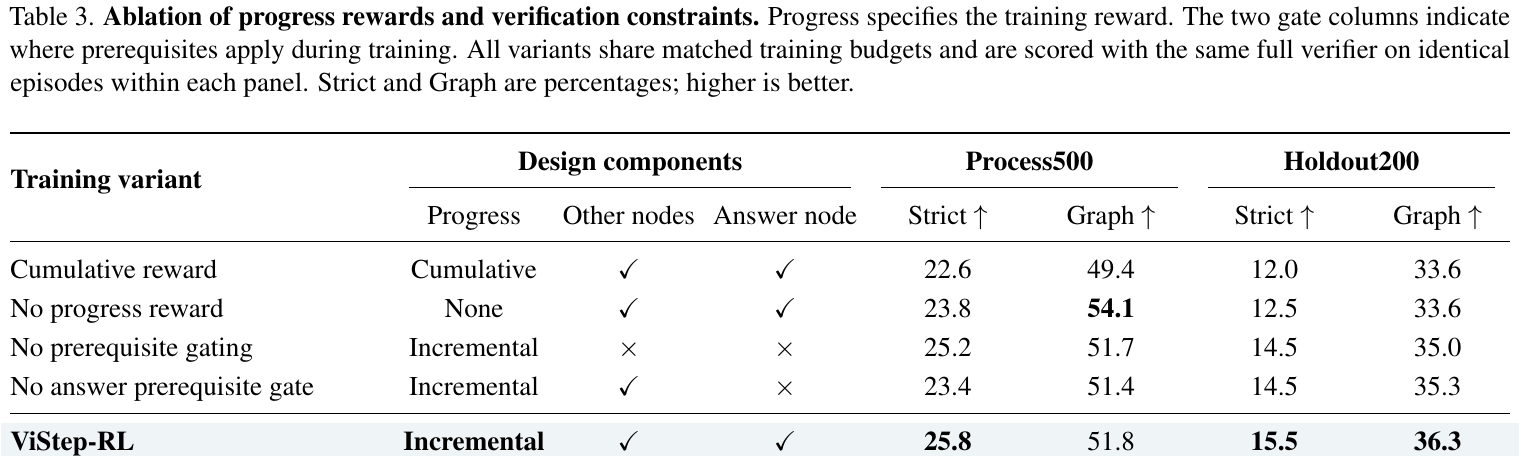 Table 3. Ablation of progress rewards and verification constraints. Progress specifies the training reward. The two gate columns indicate
where prerequisites apply during training. All variants share matched training budgets and are scored with the same full verifier on identical
episodes within each panel. Strict and Graph are percentages; higher is better.
Training variant Design components Process500 Holdout200
Progress Other nodes Answer node Strict ↑ Graph ↑ Strict ↑ Graph ↑
Cumulative reward Cumulative ✓ ✓ 22.6 49.4 12.0 33.6
No progress reward None ✓ ✓ 23.8 54.1 12.5 33.6
No prerequisite gating Incremental × × 25.2 51.7 14.5 35.0
No answer prerequisite gate Incremental ✓ × 23.4 51.4 14.5 35.3
ViStep-RL Incremental ✓ ✓ 25.8 51.8 15.5 36.3